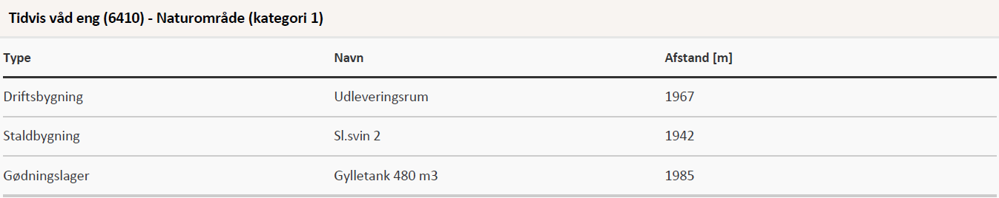 Tidvis våd eng (6410) - Naturområde (kategori 1)
Type Navn Afstand [m]
Driftsbygning Udleveringsrum 1967
Staldbygning Sl.svin 2 1942
Gødningslager Gylletank 480 m3 1985